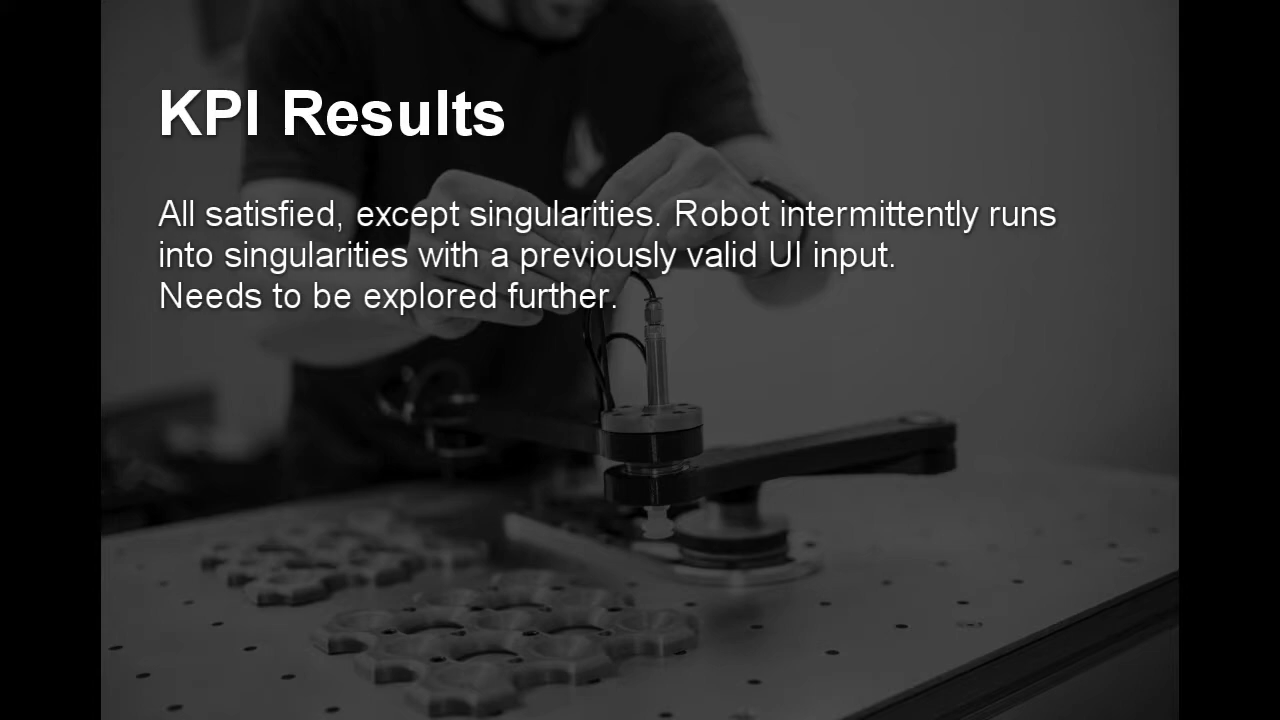 KPI Results
All satisfied, except singularities. Robot intermittently runs
into singularities with a previously valid UI input.
Needs to be explored further.